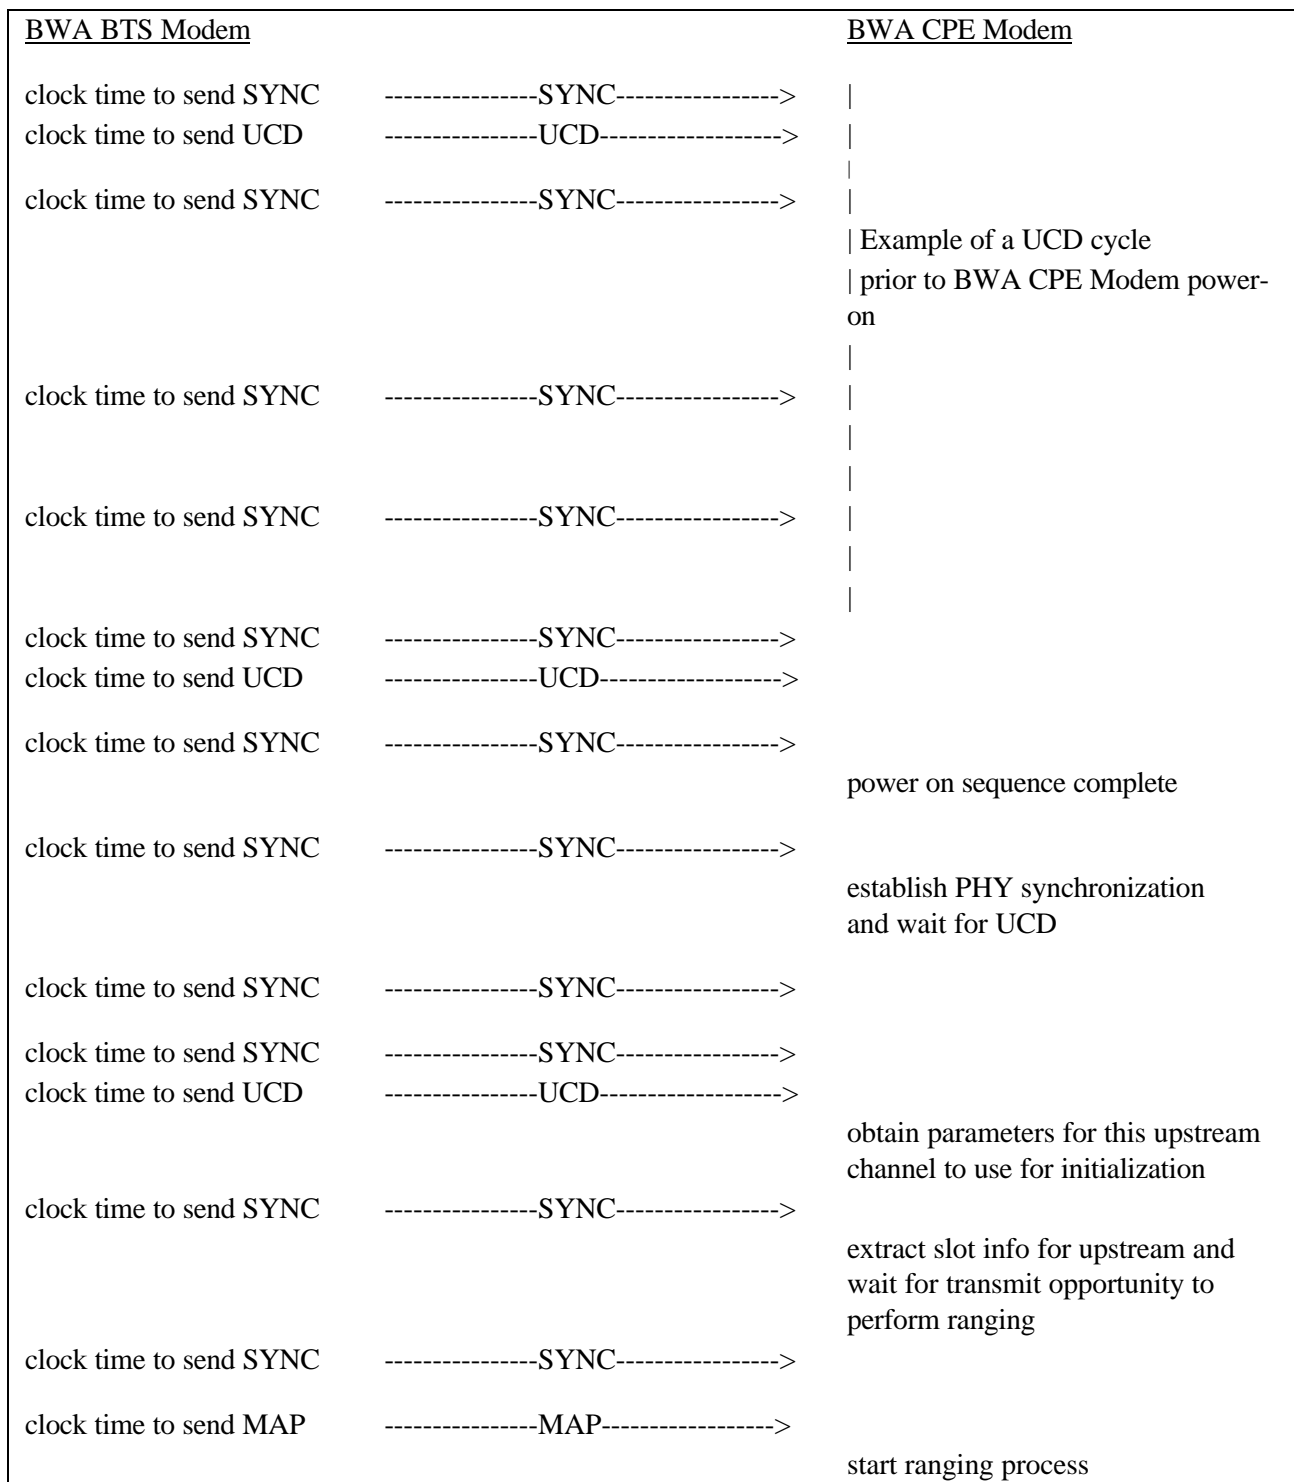 BWA BTS Modem BWA CPE Modem
clock time to send SYNC ----------------SYNC-----------------> |
clock time to send UCD ----------------UCD-------------------> |
|
clock time to send SYNC ----------------SYNC-----------------> |
| Example of a UCD cycle
| prior to BWA CPE Modem power-
on
|
clock time to send SYNC ----------------SYNC-----------------> |
|
|
clock time to send SYNC ----------------SYNC-----------------> |
|
|
clock time to send SYNC ----------------SYNC----------------->
clock time to send UCD ----------------UCD------------------->
clock time to send SYNC ----------------SYNC----------------->
power on sequence complete
clock time to send SYNC ----------------SYNC----------------->
establish PHY synchronization
and wait for UCD
clock time to send SYNC ----------------SYNC----------------->
clock time to send SYNC ----------------SYNC----------------->
clock time to send UCD ----------------UCD------------------->
obtain parameters for this upstream
channel to use for initialization
clock time to send SYNC ----------------SYNC----------------->
extract slot info for upstream and
wait for transmit opportunity to
perform ranging
clock time to send SYNC ----------------SYNC----------------->
clock time to send MAP ----------------MAP------------------>
start ranging process